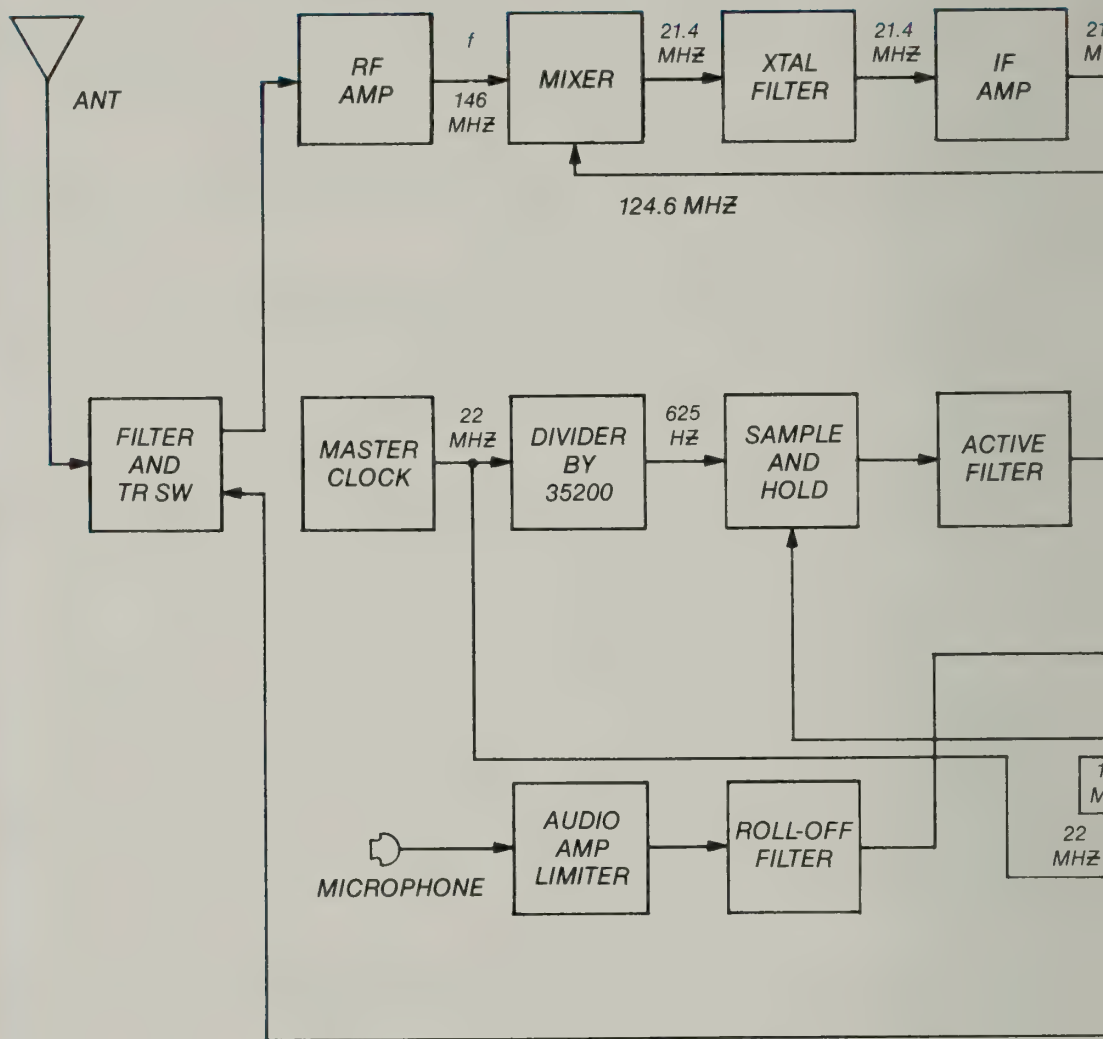 ANT
RF
AMP
f
146
MHZ
MIXER
21.4
MHZ
XTAL
FILTER
21.4
MHZ
IF
AMP
124.6 MHZ
FILTER
AND
TR SW
MASTER
CLOCK
22
MHZ
DIVIDER
BY
35200
625
HZ
SAMPLE
AND
HOLD
ACTIVE
FILTER
MICROPHONE
AUDIO
AMP
LIMITER
ROLL-OFF
FILTER
22
MHZ